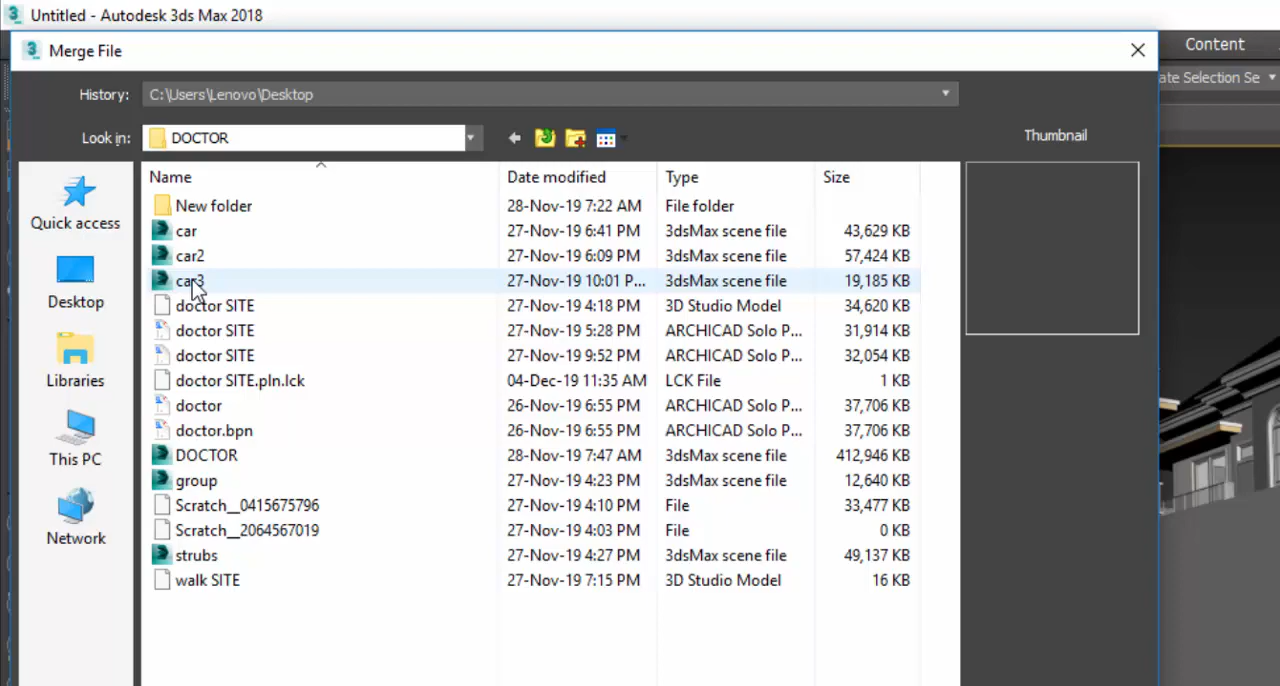 Untitled - Autodesk 3ds Max 2018
Merge File
Content
History: C:\Users\Lenovo\Desktop
ate Selection Se
Look in: DOCTOR
Thumbnail
Name Date modified Type Size
Quick access
Desktop
Libraries
This PC
Network
New folder 28-Nov-19 7:22 AM File folder
car 27-Nov-19 6:41 PM 3dsMax scene file 43,629 KB
car2 27-Nov-19 6:09 PM 3dsMax scene file 57,424 KB
car3 27-Nov-19 10:01 P... 3dsMax scene file 19,185 KB
doctor SITE 27-Nov-19 4:18 PM 3D Studio Model 34,620 KB
doctor SITE 27-Nov-19 5:28 PM ARCHICAD Solo P... 31,914 KB
doctor SITE 27-Nov-19 9:52 PM ARCHICAD Solo P... 32,054 KB
doctor SITE.pln.lck 04-Dec-19 11:35 AM LCK File 1 KB
doctor 26-Nov-19 6:55 PM ARCHICAD Solo P... 37,706 KB
doctor.bpn 26-Nov-19 6:55 PM ARCHICAD Solo P... 37,706 KB
DOCTOR 28-Nov-19 7:47 AM 3dsMax scene file 412,946 KB
group 27-Nov-19 4:23 PM 3dsMax scene file 12,640 KB
Scratch__0415675796 27-Nov-19 4:10 PM File 33,477 KB
Scratch__2064567019 27-Nov-19 4:03 PM File 0 KB
strubs 27-Nov-19 4:27 PM 3dsMax scene file 49,137 KB
walk SITE 27-Nov-19 7:15 PM 3D Studio Model 16 KB